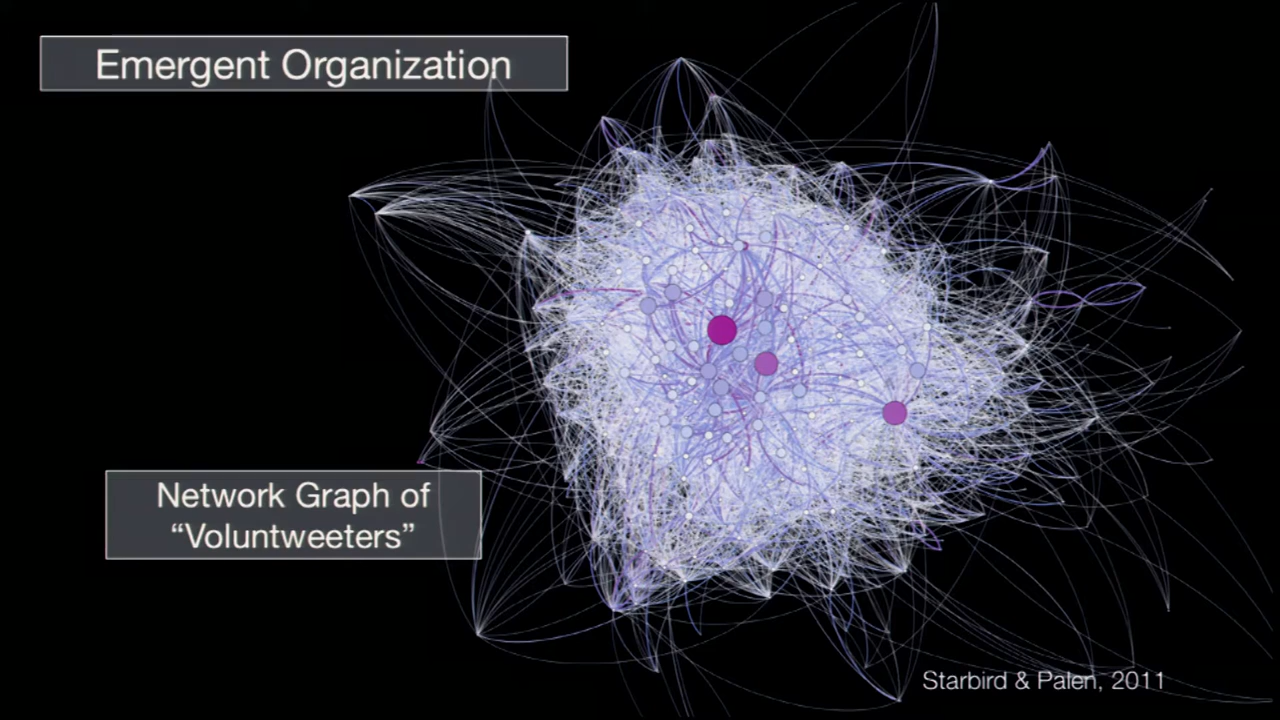 Emergent Organization
Network Graph of
“Voluntweeters”
Starbird & Palen, 2011